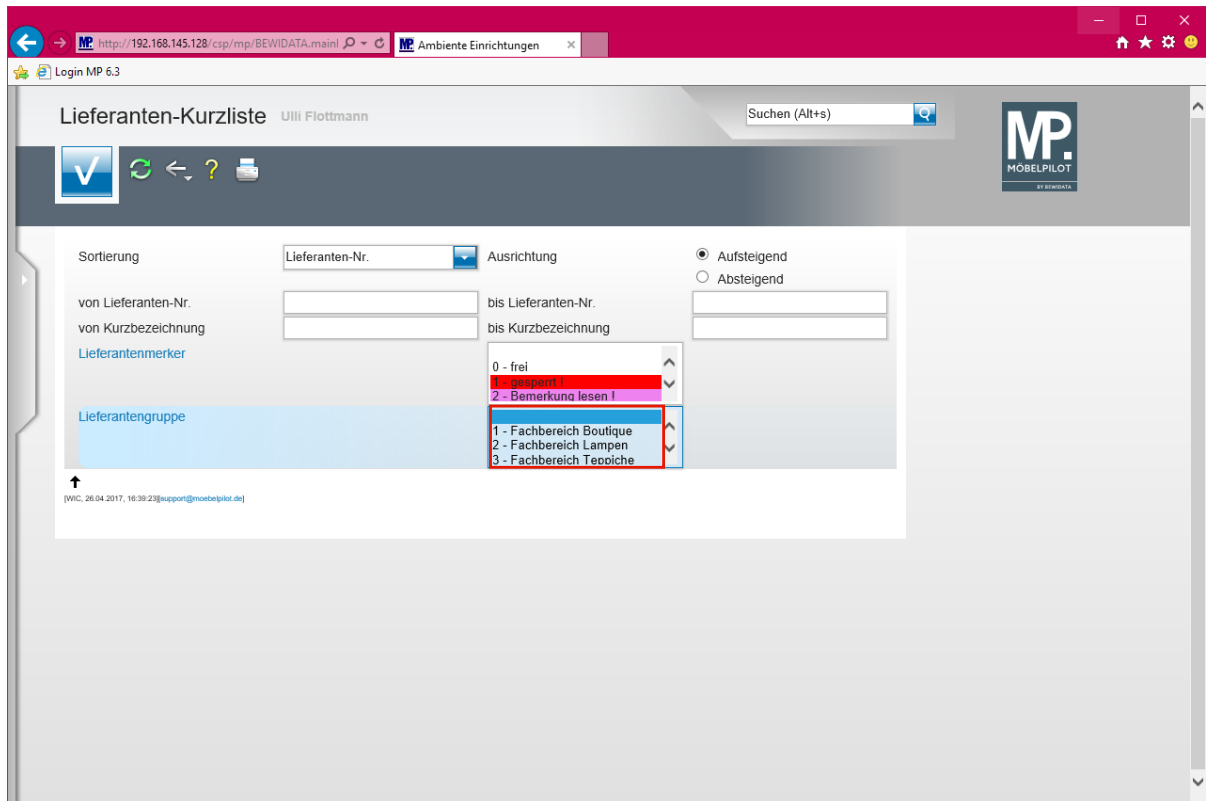 http://192.168.145.128/csp/mp/BEWIDATA.mainl
MP. Ambiente Einrichtungen
Login MP 6.3
Lieferanten-Kurzliste Ulli Flottmann
Suchen (Alt+s)
MP.
MÖBELPILOT
BY BEWIDATA
Sortierung Lieferanten-Nr. Ausrichtung Aufsteigend
Absteigend
von Lieferanten-Nr. bis Lieferanten-Nr.
von Kurzbezeichnung bis Kurzbezeichnung
Lieferantenmerker
0 - frei
1 - gesperrt !
2 - Bemerkung lesen !
Lieferantengruppe
1 - Fachbereich Boutique
2 - Fachbereich Lampen
3 - Fachbereich Teppiche
[WIC, 26.04.2017, 16:39:23][support@moebelpilot.de]